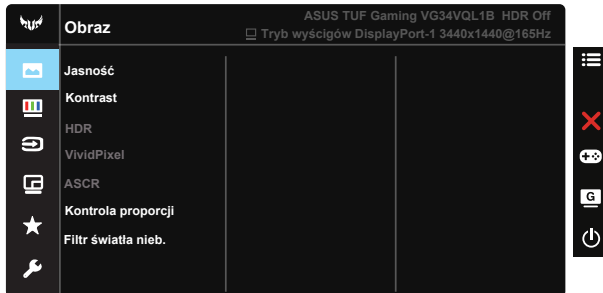 Obraz
ASUS TUF Gaming VG34VQL1B HDR Off
Tryb wyścigów DisplayPort-1 3440x1440@165Hz
Jasność
Kontrast
HDR
VividPixel
ASCR
Kontrola proporcji
Filtr światła nieb.
G